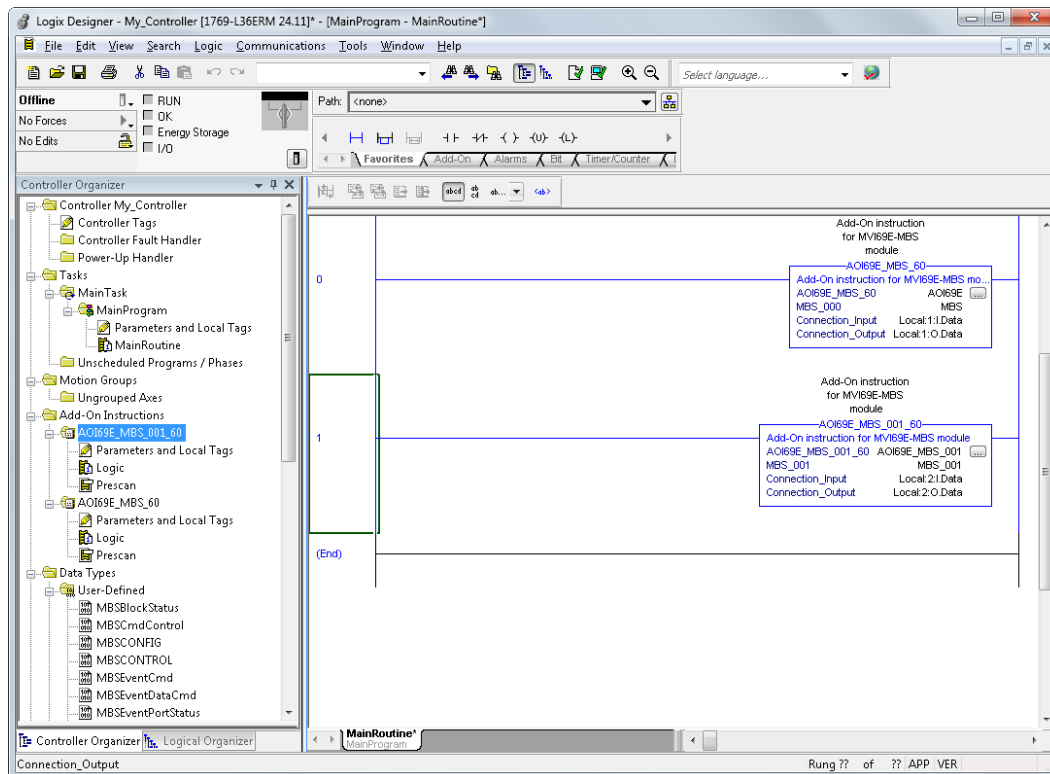 Logix Designer - My_Controller [1769-L36ERM 24.11]* - [MainProgram - MainRoutine*]
File Edit View Search Logic Communications Tools Window Help
Select language...
Offline
No Forces
No Edits
RUN
OK
Energy Storage
I/O
Path: <none>
Favorites Add-On Alarms Bit Timer/Counter
Controller Organizer
Controller My_Controller
Controller Tags
Controller Fault Handler
Power-Up Handler
Tasks
MainTask
MainProgram
Parameters and Local Tags
MainRoutine
Unscheduled Programs / Phases
Motion Groups
Ungrouped Axes
Add-On Instructions
AOI69E_MBS_001_60
Parameters and Local Tags
Logic
Prescan
AOI69E_MBS_60
Parameters and Local Tags
Logic
Prescan
Data Types
User-Defined
MBSBlockStatus
MBSCmdControl
MBSCONFIG
MBSCONTROL
MBSEventCmd
MBSEventDataCmd
MBSEventPortStatus
Controller Organizer Logical Organizer
abcd ab cd ab... <ab>
0
Add-On instruction
for MVI69E-MBS
module
AOI69E_MBS_60
Add-On instruction for MVI69E-MBS mo...
AOI69E_MBS_60 AOI69E ...
MBS_000 MBS
Connection_Input Local:1:I.Data
Connection_Output Local:1:O.Data
1
Add-On instruction
for MVI69E-MBS
module
AOI69E_MBS_001_60
Add-On instruction for MVI69E-MBS module
AOI69E_MBS_001_60 AOI69E_MBS_001 ...
MBS_001 MBS_001
Connection_Input Local:2:I.Data
Connection_Output Local:2:O.Data
(End)
MainRoutine*
MainProgram
Connection_Output
Rung ?? of ?? APP VER